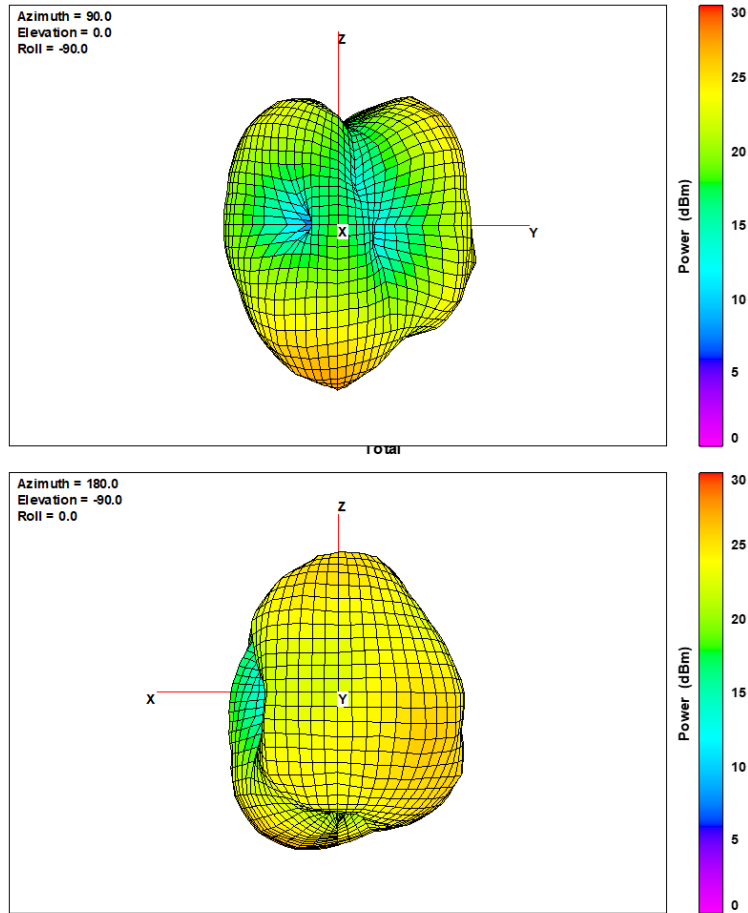 Azimuth = 90.0
Elevation = 0.0
Roll = -90.0
Z
X
Y
30
25
20
15
10
5
0
Power (dBm)
Total
Azimuth = 180.0
Elevation = -90.0
Roll = 0.0
Z
X
Y
30
25
20
15
10
5
0
Power (dBm)